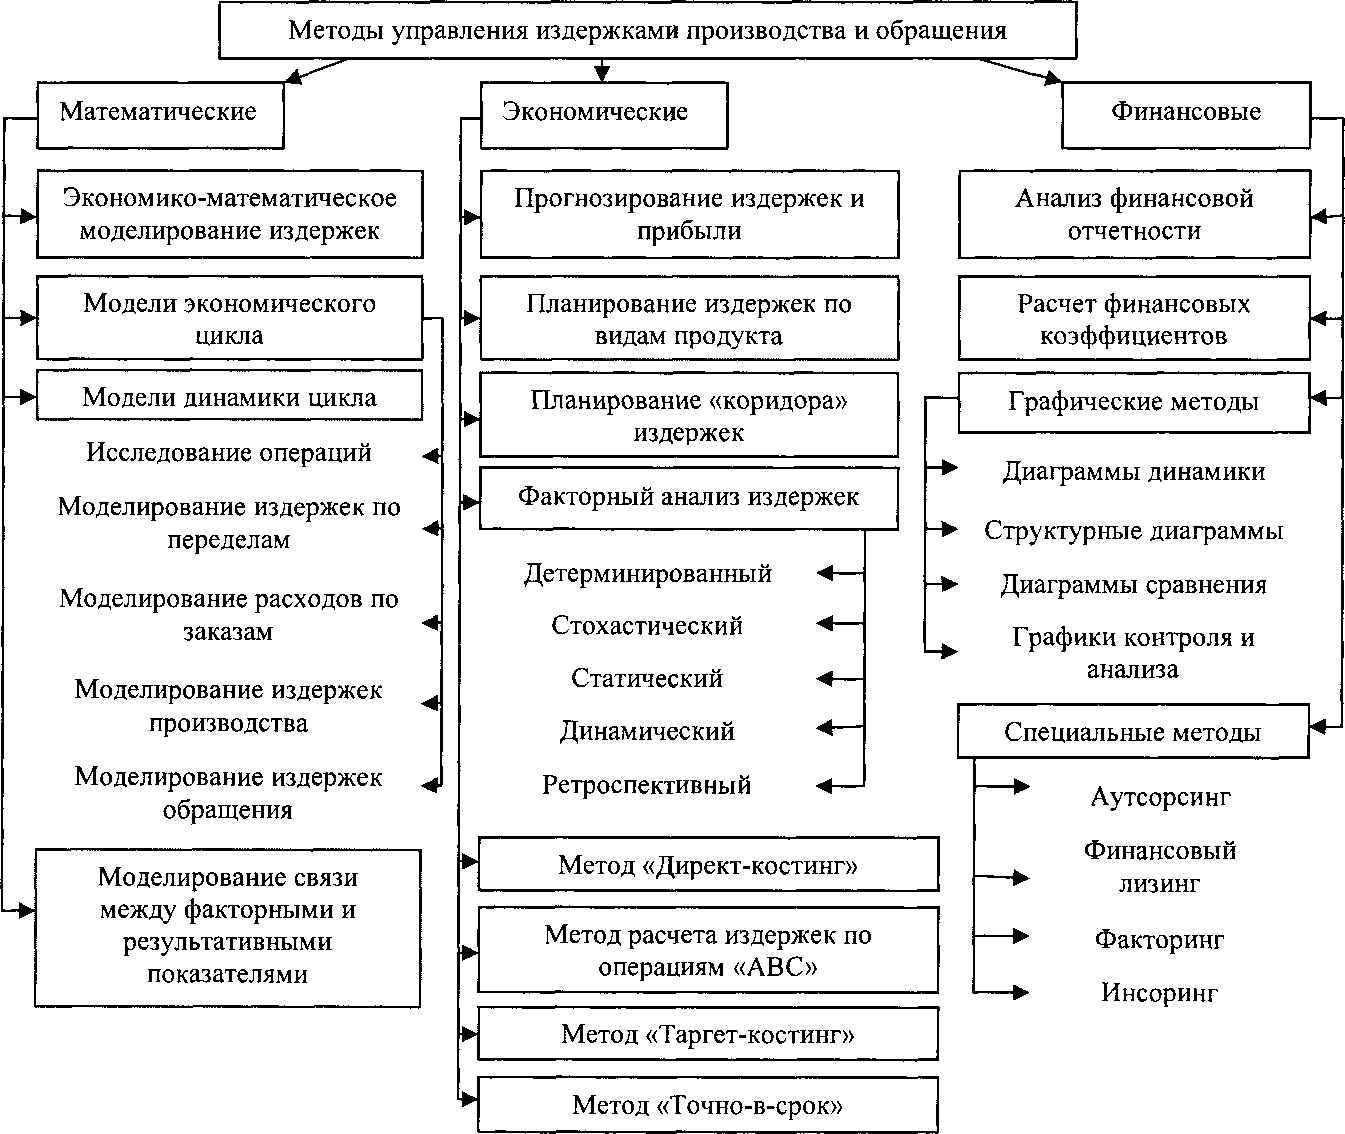 Методы управления издержками производства и обращения
Математические
Экономико-математическое
моделирование издержек
Модели экономического
цикла
Модели динамики цикла
Исследование операций
Моделирование издержек по
переделам
Моделирование расходов по
заказам
Моделирование издержек
производства
Моделирование издержек
обращения
Моделирование связи
между факторными и
результативными
показателями
Экономические
Прогнозирование издержек и
прибыли
Планирование издержек по
видам продукта
Планирование «коридора»
издержек
Факторный анализ издержек
Детерминированный
Стохастический
Статический
Динамический
Ретроспективный
Метод «Директ-костинг»
Метод расчета издержек по
операциям «АВС»
Метод «Таргет-костинг»
Метод «Точно-в-срок»
Финансовые
Анализ финансовой
отчетности
Расчет финансовых
коэффициентов
Графические методы
Диаграммы динамики
Структурные диаграммы
Диаграммы сравнения
Графики контроля и
анализа
Специальные методы
Аутсорсинг
Финансовый
лизинг
Факторинг
Инсоринг